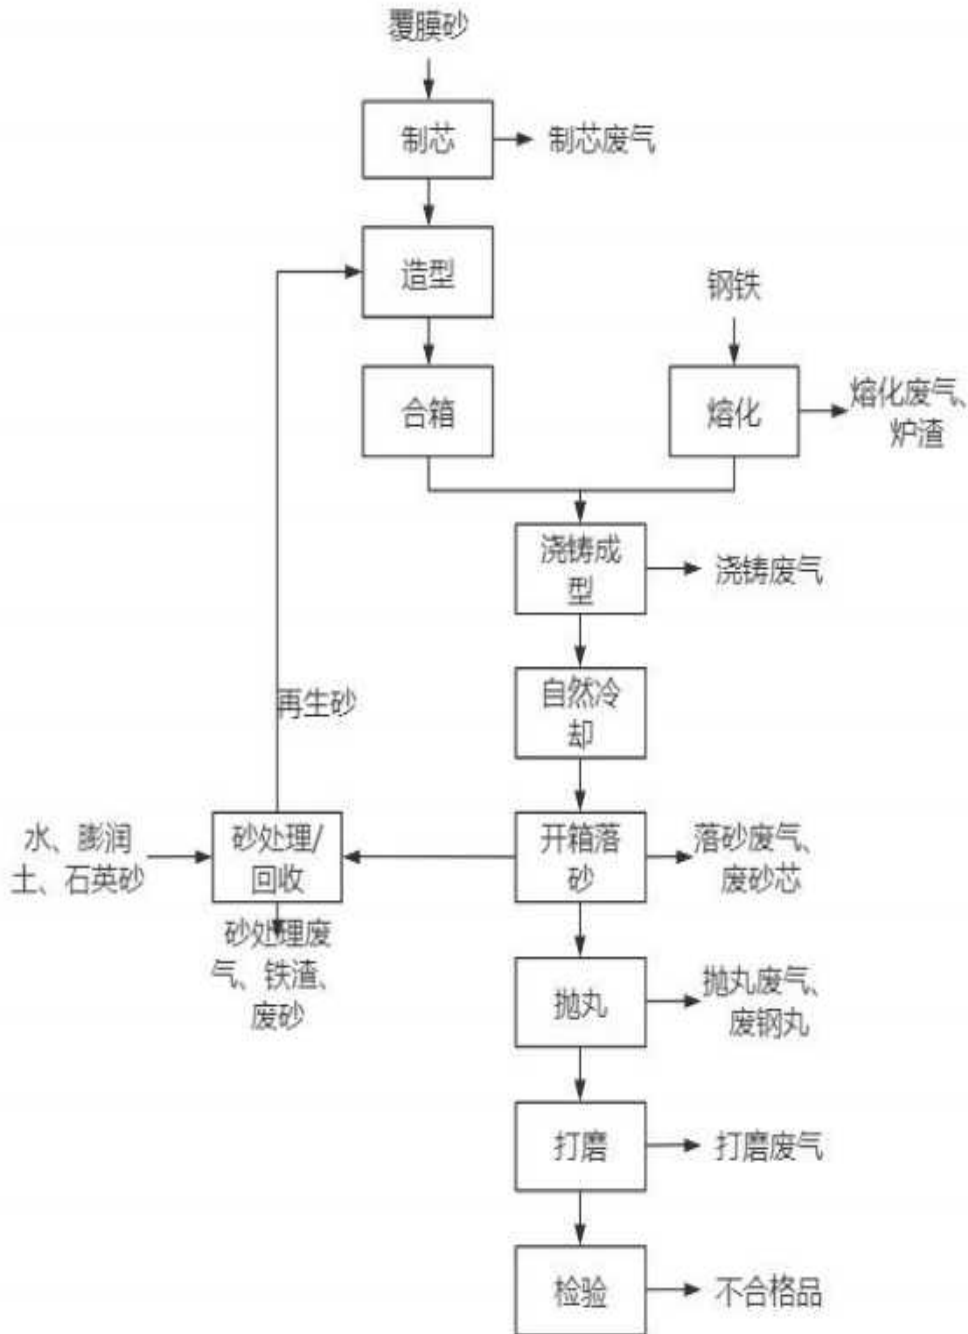 覆膜砂
制芯
制芯废气
造型
钢铁
合箱
熔化
熔化废气、
炉渣
浇铸成
型
浇铸废气
自然冷
却
再生砂
水、膨润
土、石英砂
砂处理/
回收
开箱落
砂
落砂废气、
废砂芯
砂处理废
气、铁渣、
废砂
抛丸
抛丸废气、
废钢丸
打磨
打磨废气
检验
不合格品